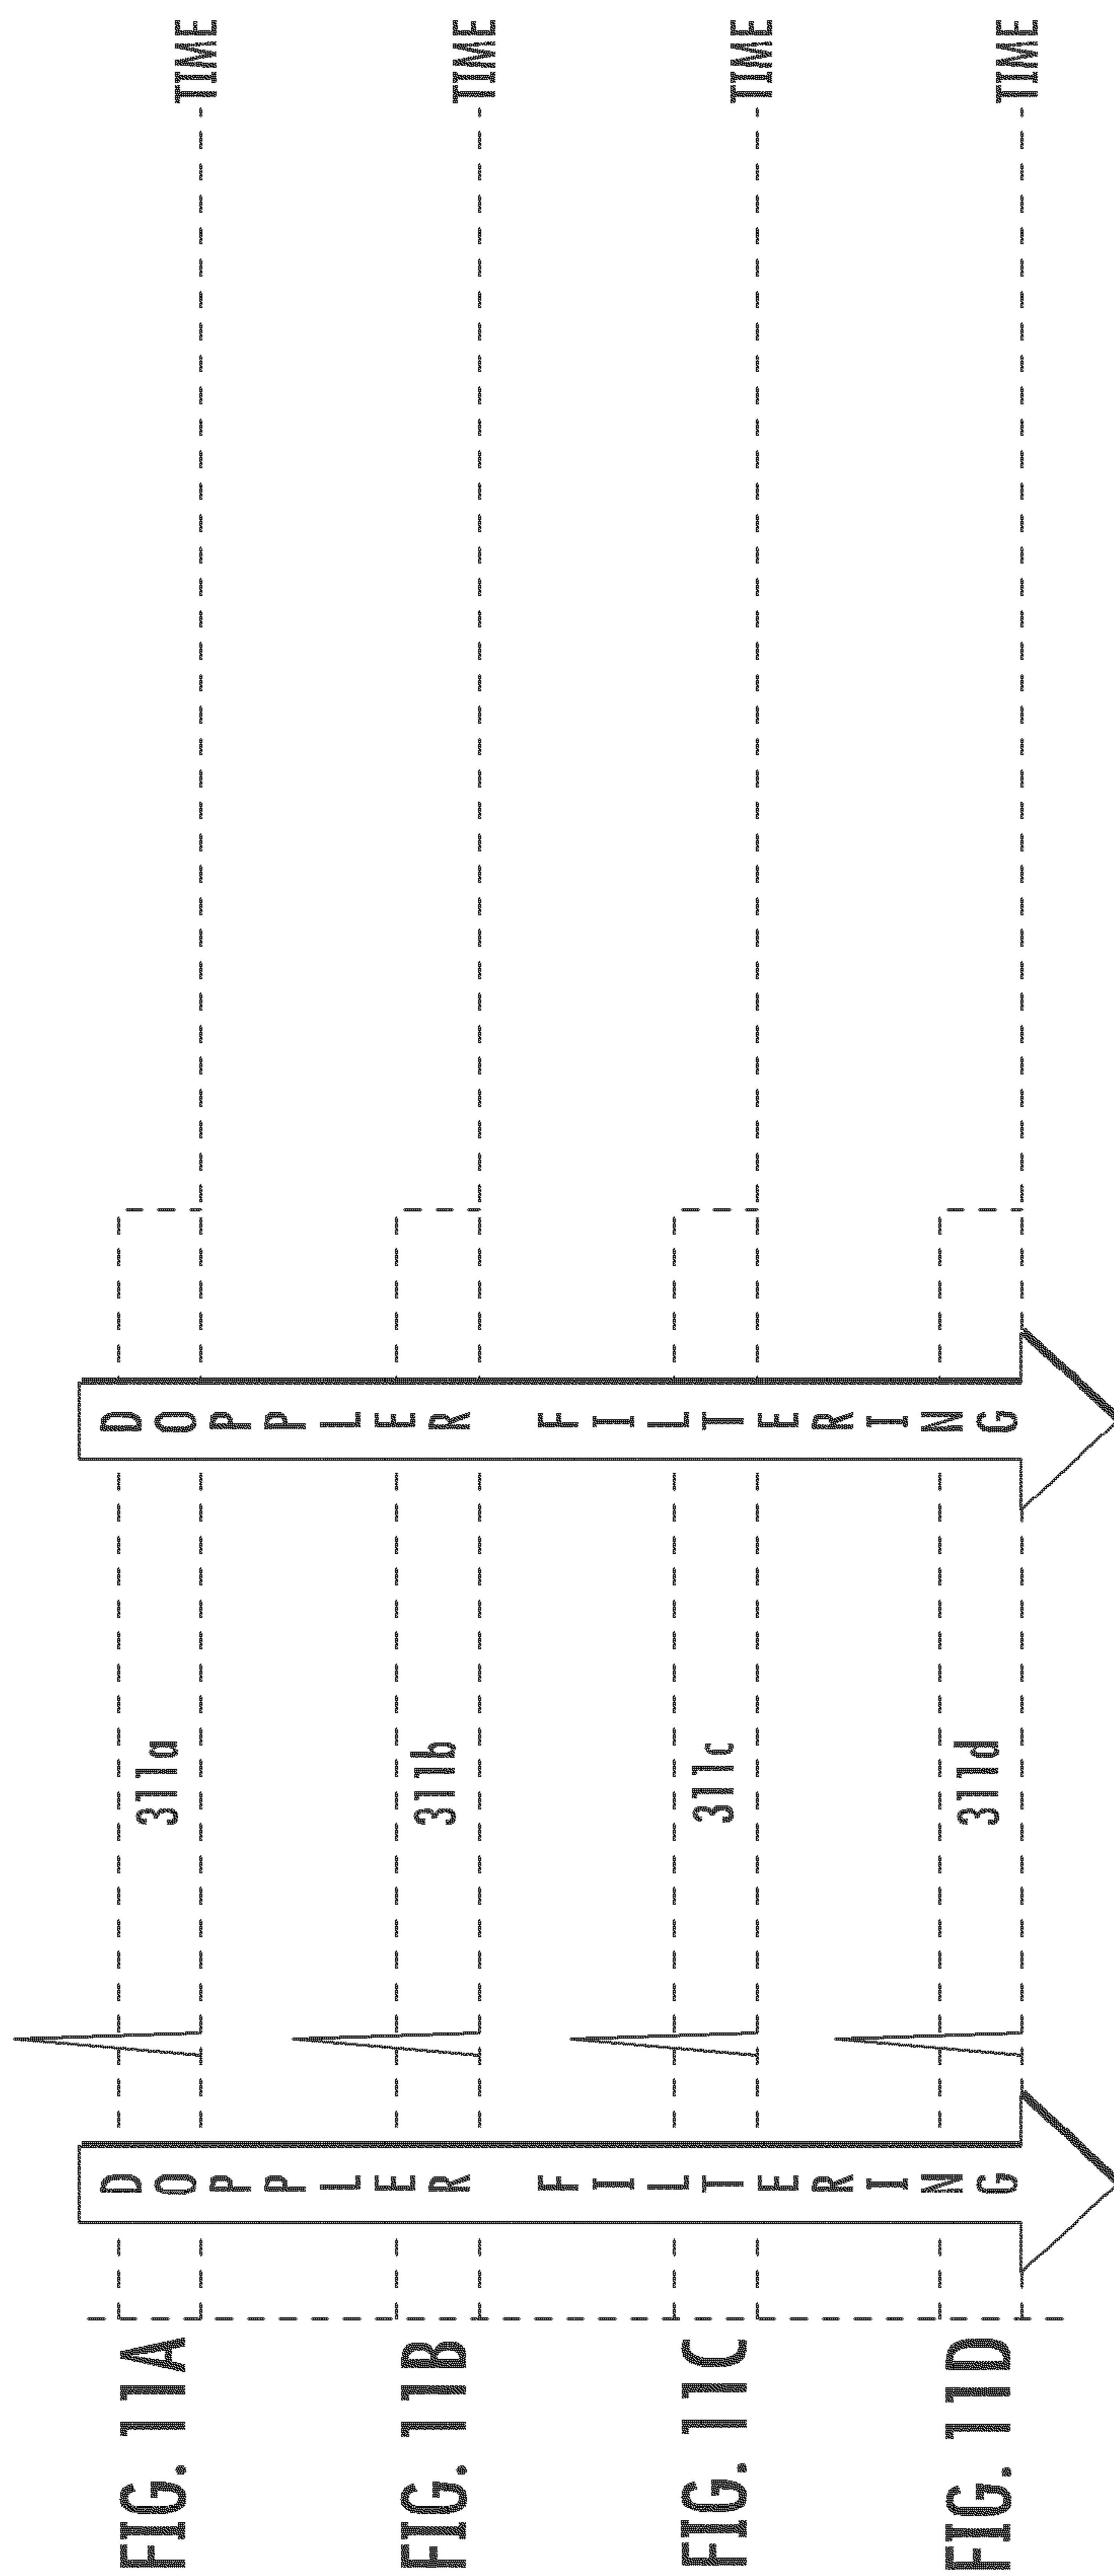 FIG. 11A
311a
TIME
FIG. 11B
311b
TIME
FIG. 11C
311c
TIME
FIG. 11D
311d
TIME
DOPPLER FILTERING
DOPPLER FILTERING